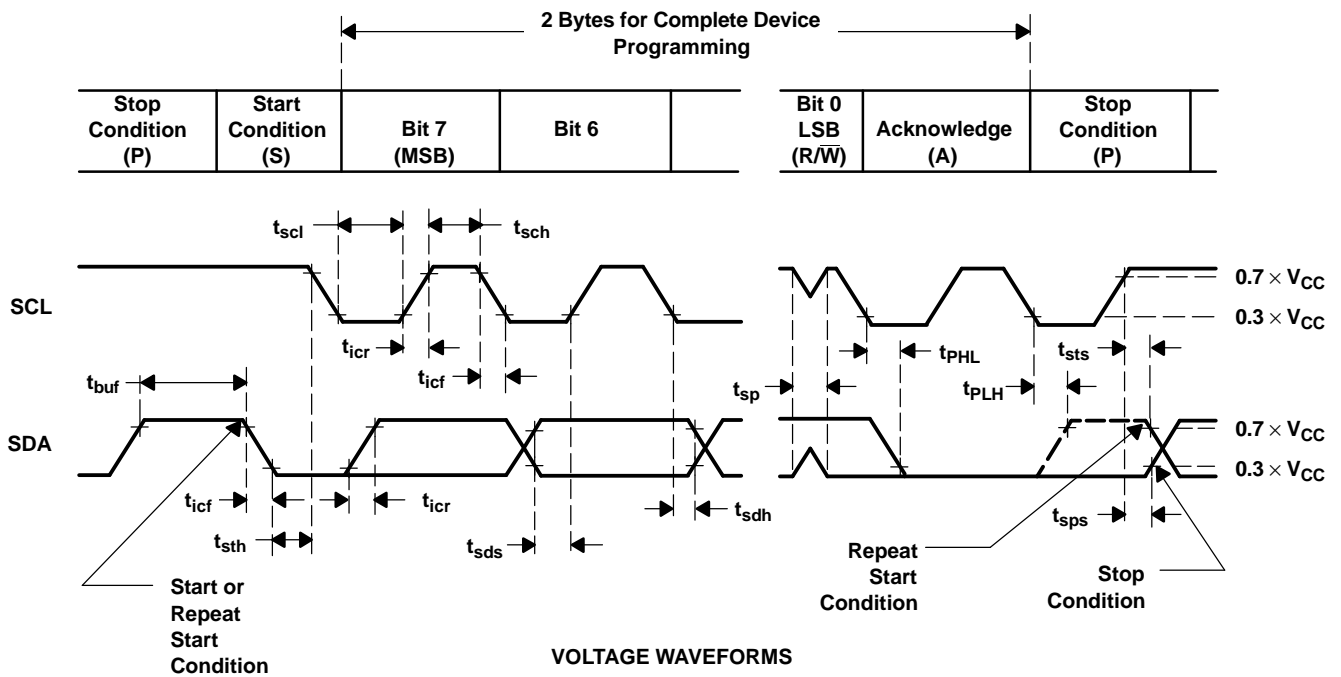 2 Bytes for Complete Device
Programming
Stop
Condition
(P)
Start
Condition
(S)
Bit 7
(MSB)
Bit 6
Bit 0
LSB
(R/W̅)
Acknowledge
(A)
Stop
Condition
(P)
tscl
tsch
SCL
0.7 × VCC
0.3 × VCC
ticr
ticf
tPHL
tsts
tbuf
tsp
tPLH
SDA
0.7 × VCC
0.3 × VCC
ticf
ticr
tsdh
tsth
tsds
tsps
Repeat
Start
Condition
Stop
Condition
Start or
Repeat
Start
Condition
VOLTAGE WAVEFORMS